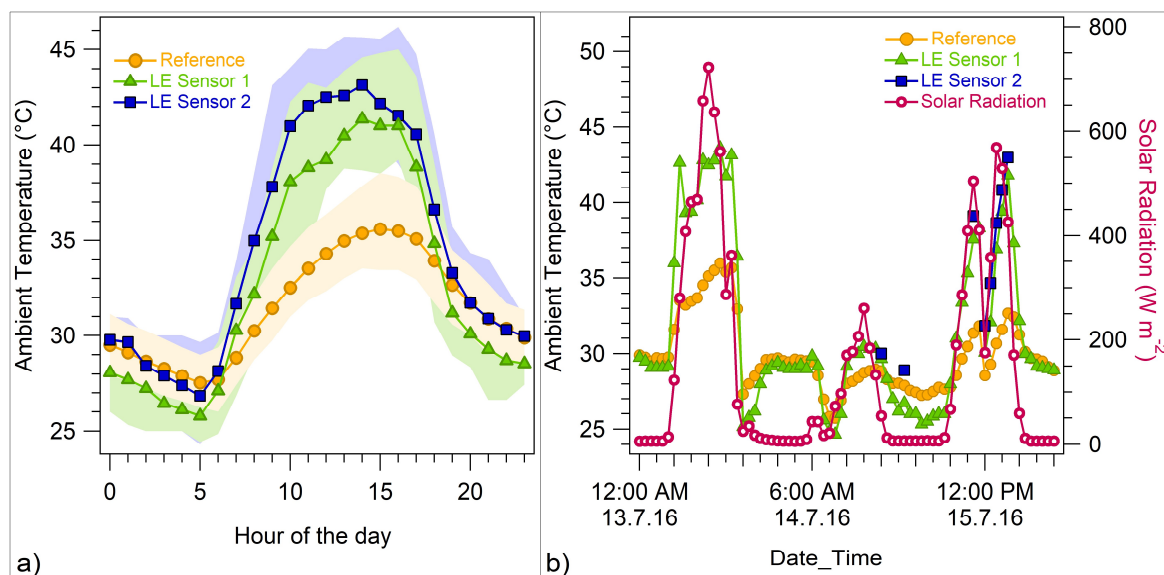 Reference
LE Sensor 1
LE Sensor 2
45
40
35
30
25
Ambient Temperature (°C)
0
5
10
15
20
Hour of the day
a)
Reference
LE Sensor 1
LE Sensor 2
Solar Radiation
50
45
40
35
30
25
Ambient Temperature (°C)
800
600
400
200
0
Solar Radiation (W m-2)
12:00 AM
13.7.16
6:00 AM
14.7.16
12:00 PM
15.7.16
Date_Time
b)